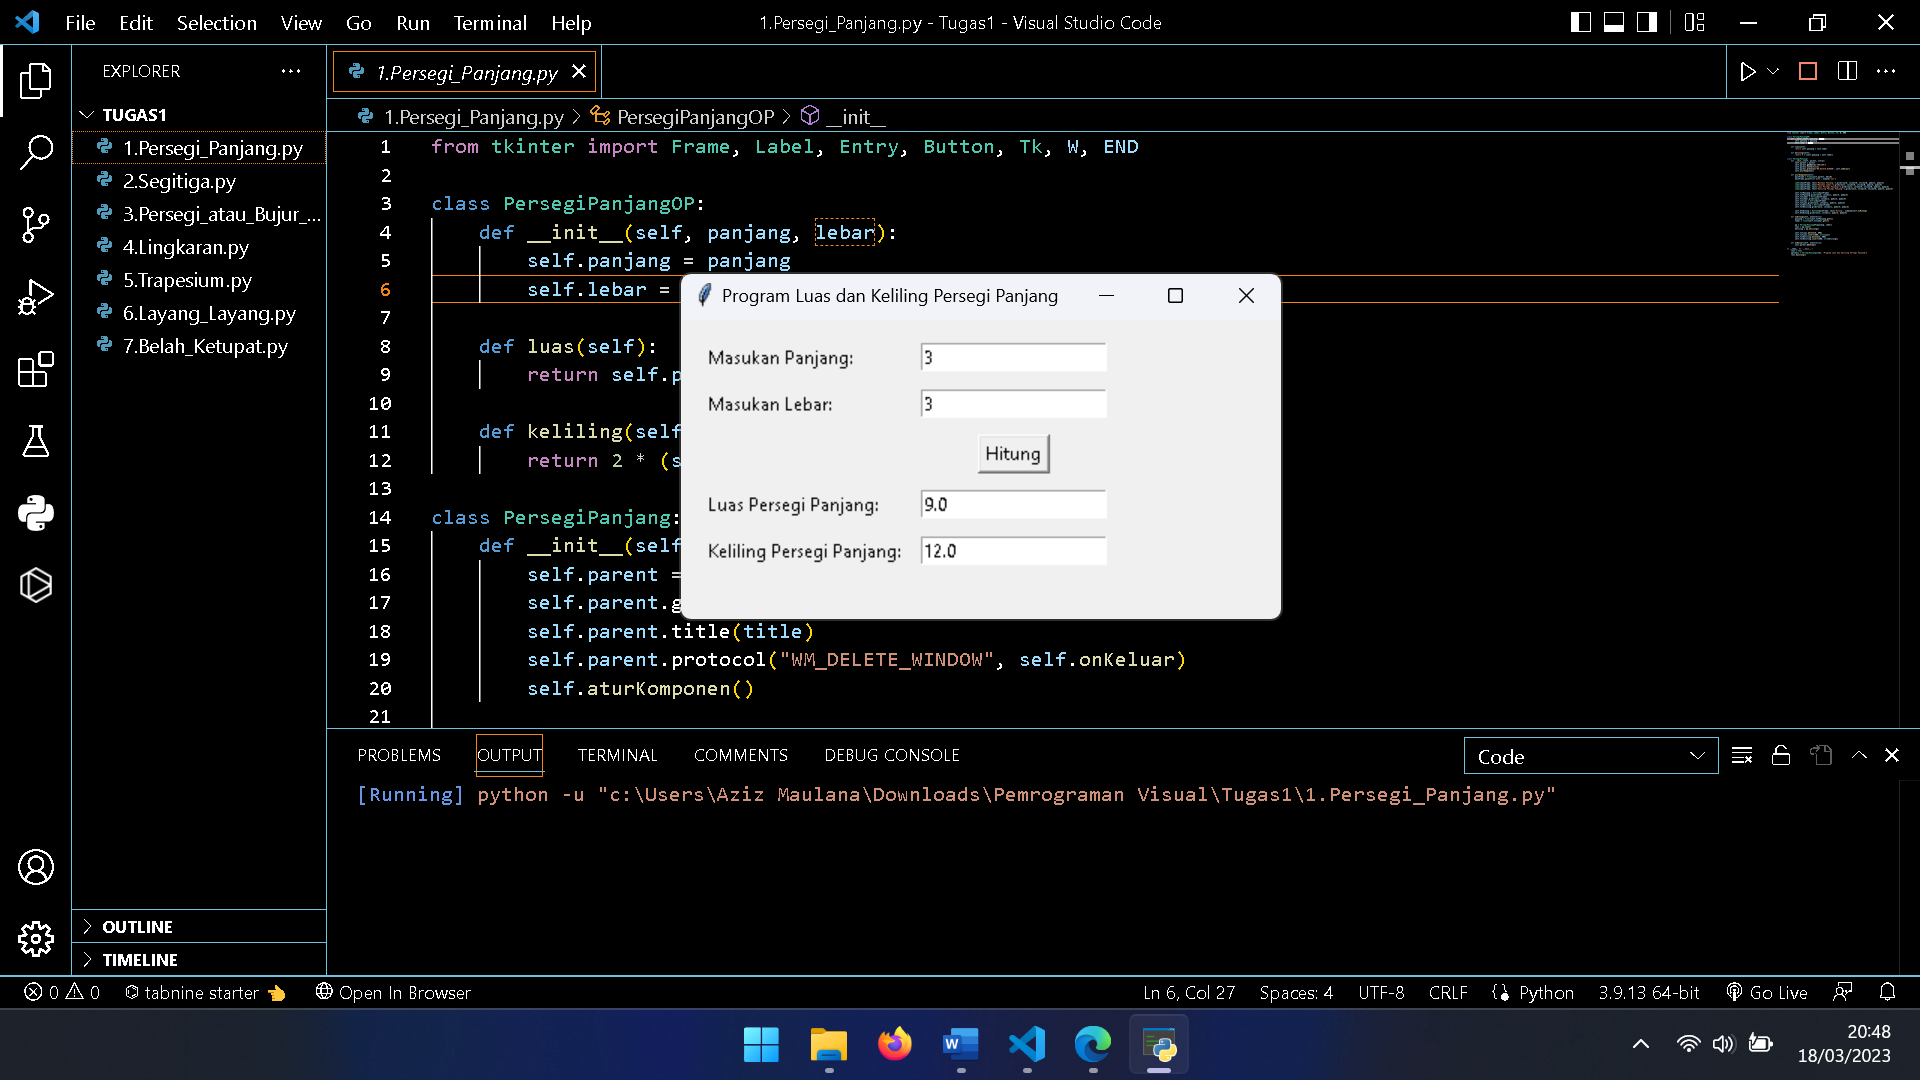 File Edit Selection View Go Run Terminal Help
1.Persegi_Panjang.py - Tugas1 - Visual Studio Code
EXPLORER
TUGAS1
1.Persegi_Panjang.py
2.Segitiga.py
3.Persegi_atau_Bujur_...
4.Lingkaran.py
5.Trapesium.py
6.Layang_Layang.py
7.Belah_Ketupat.py
OUTLINE
TIMELINE
1.Persegi_Panjang.py
1.Persegi_Panjang.py > PersegiPanjangOP > __init__
1 from tkinter import Frame, Label, Entry, Button, Tk, W, END
2
3 class PersegiPanjangOP:
4 def __init__(self, panjang, lebar):
5 self.panjang = panjang
6 self.lebar =
7
8 def luas(self):
9 return self.p
10
11 def keliling(self
12 return 2 * (s
13
14 class PersegiPanjang:
15 def __init__(self
16 self.parent =
17 self.parent.g
18 self.parent.title(title)
19 self.parent.protocol("WM_DELETE_WINDOW", self.onKeluar)
20 self.aturKomponen()
21
Program Luas dan Keliling Persegi Panjang
Masukan Panjang: 3
Masukan Lebar: 3
Hitung
Luas Persegi Panjang: 9.0
Keliling Persegi Panjang: 12.0
PROBLEMS OUTPUT TERMINAL COMMENTS DEBUG CONSOLE
Code
[Running] python -u "c:\Users\Aziz Maulana\Downloads\Pemrograman Visual\Tugas1\1.Persegi_Panjang.py"
0 0 tabnine starter Open In Browser
Ln 6, Col 27 Spaces: 4 UTF-8 CRLF Python 3.9.13 64-bit Go Live
20:48
18/03/2023